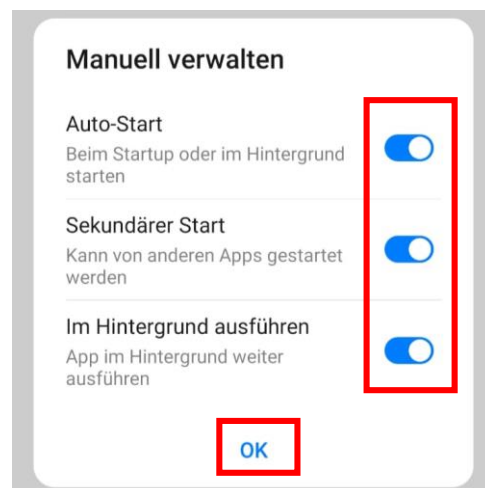 Manuell verwalten
Auto-Start
Beim Startup oder im Hintergrund
starten
Sekundärer Start
Kann von anderen Apps gestartet
werden
Im Hintergrund ausführen
App im Hintergrund weiter
ausführen
OK